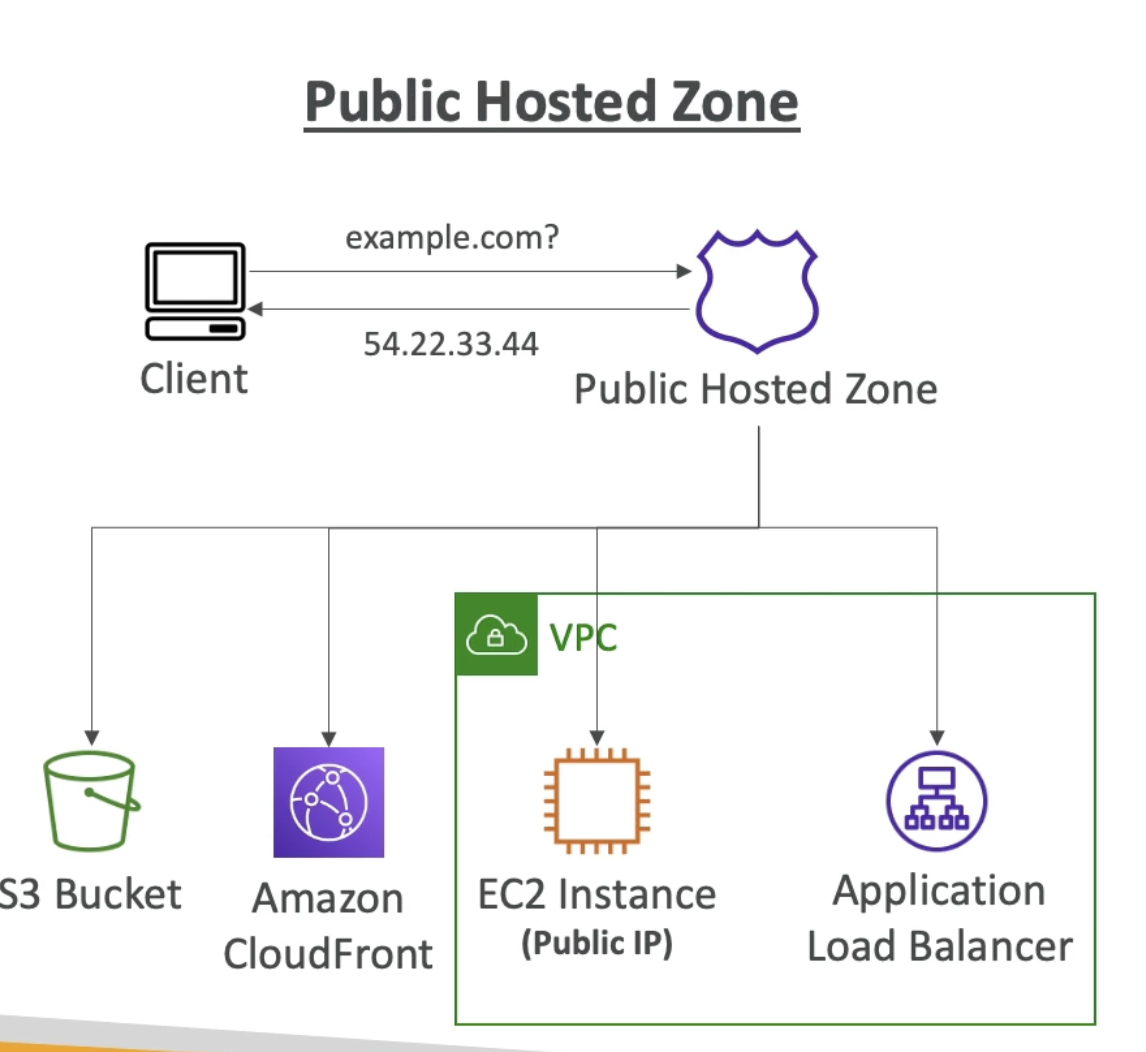 Public Hosted Zone
example.com?
54.22.33.44
Client
Public Hosted Zone
VPC
S3 Bucket
Amazon
CloudFront
EC2 Instance
(Public IP)
Application
Load Balancer